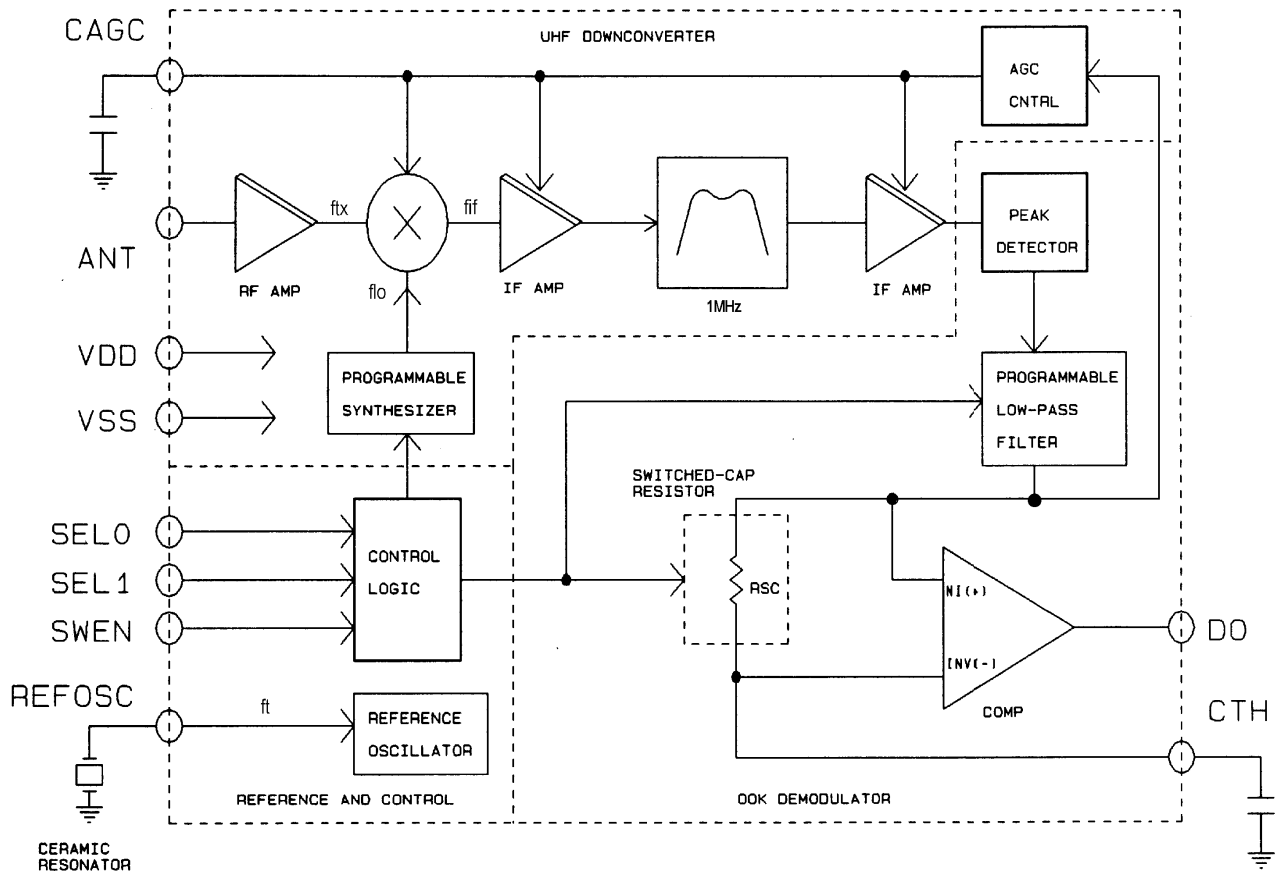 CAGC
UHF DOWNCONVERTER
AGC
CNTRL
ftx
fif
PEAK
DETECTOR
ANT
RF AMP
flo
IF AMP
1MHz
IF AMP
VDD
PROGRAMMABLE
SYNTHESIZER
PROGRAMMABLE
LOW-PASS
FILTER
VSS
SWITCHED-CAP
RESISTOR
SEL0
SEL1
SWEN
CONTROL
LOGIC
RSC
NI(+)
INV(-)
COMP
DO
REFOSC
ft
REFERENCE
OSCILLATOR
CTH
REFERENCE AND CONTROL
OOK DEMODULATOR
CERAMIC
RESONATOR